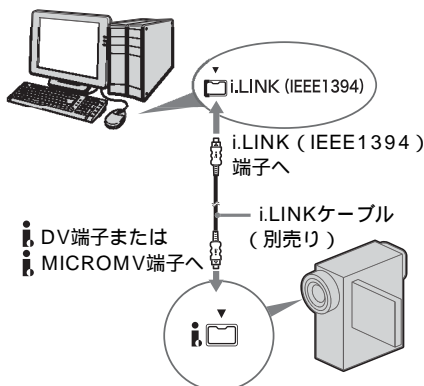 i.LINK (IEEE1394)
i.LINK（IEEE1394）
端子へ
i.LINKケーブル
（別売り）
DV端子または
MICROMV端子へ